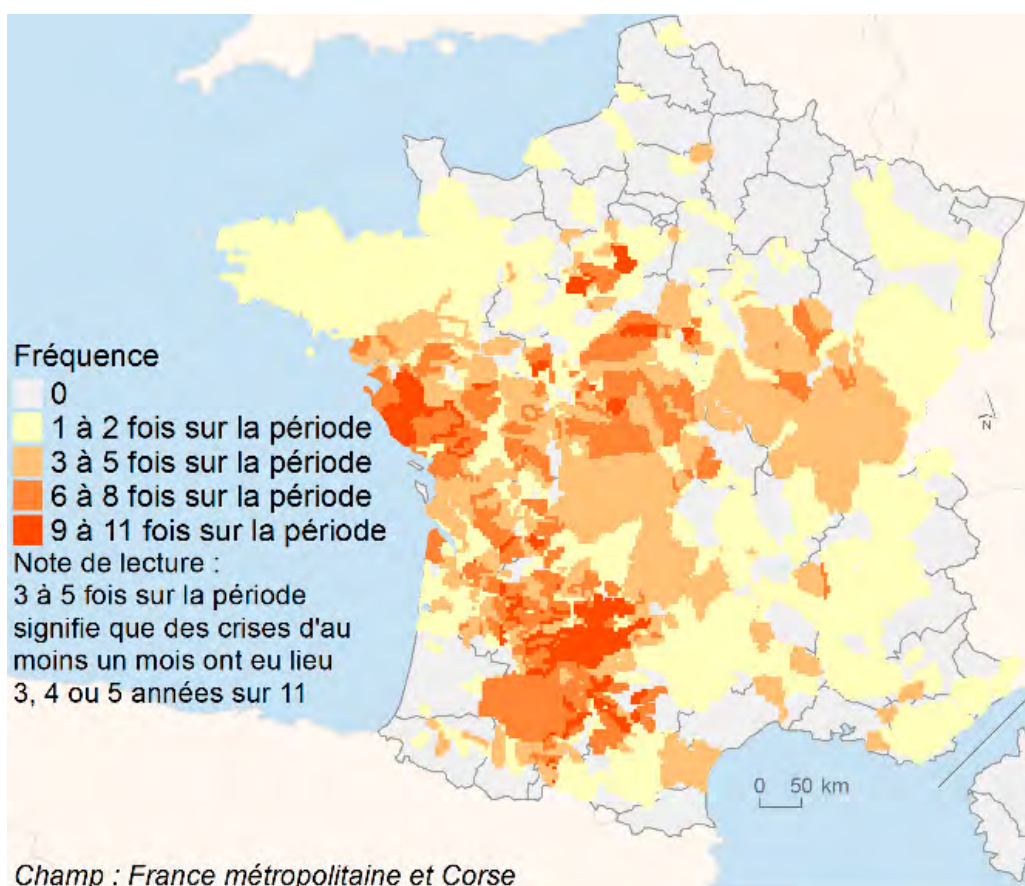 Fréquence
0
1 à 2 fois sur la période
3 à 5 fois sur la période
6 à 8 fois sur la période
9 à 11 fois sur la période
Note de lecture :
3 à 5 fois sur la période
signifie que des crises d'au
moins un mois ont eu lieu
3, 4 ou 5 années sur 11
N
0 50 km
Champ : France métropolitaine et Corse